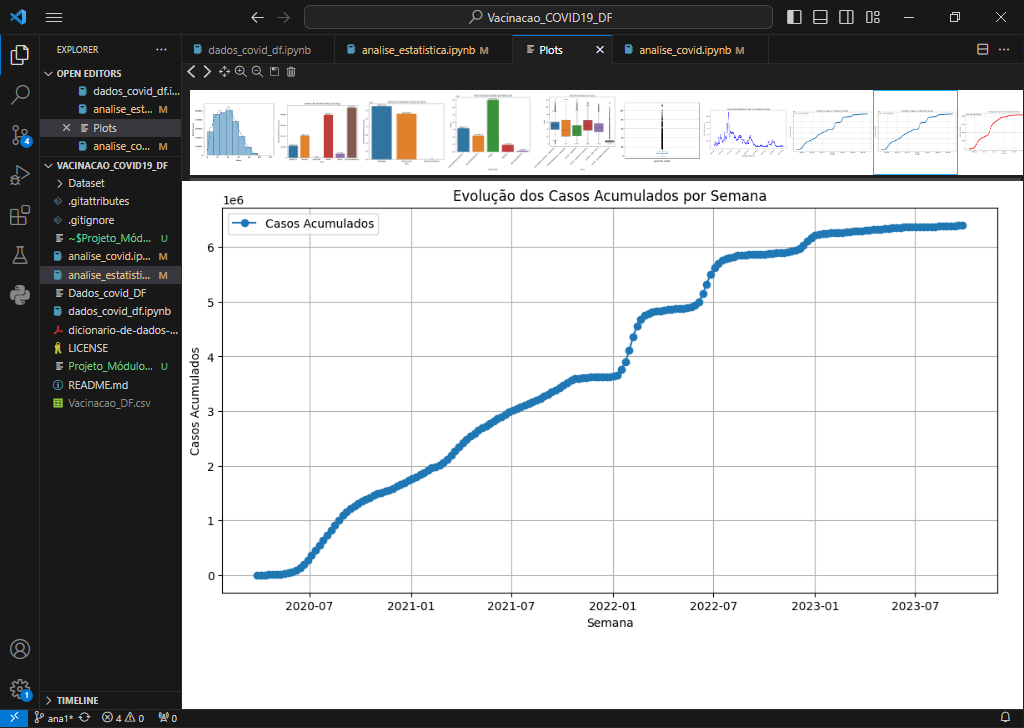 Vacinacao_COVID19_DF
EXPLORER
OPEN EDITORS
dados_covid_df.i...
analise_est... M
Plots
analise_co... M
VACINACAO_COVID19_DF
Dataset
.gitattributes
.gitignore
~$Projeto_Mód... U
analise_covid.ip... M
analise_estatisti... M
Dados_covid_DF
dados_covid_df.ipynb
dicionario-de-dados-...
LICENSE
Projeto_Módulo... U
README.md
Vacinacao_DF.csv
TIMELINE
dados_covid_df.ipynb
analise_estatistica.ipynb M
Plots
analise_covid.ipynb M
Evolução dos Casos Acumulados por Semana
1e6
Casos Acumulados
6
5
4
3
2
1
0
Casos Acumulados
2020-07 2021-01 2021-07 2022-01 2022-07 2023-01 2023-07
Semana
4
1
ana1* 4 0 0